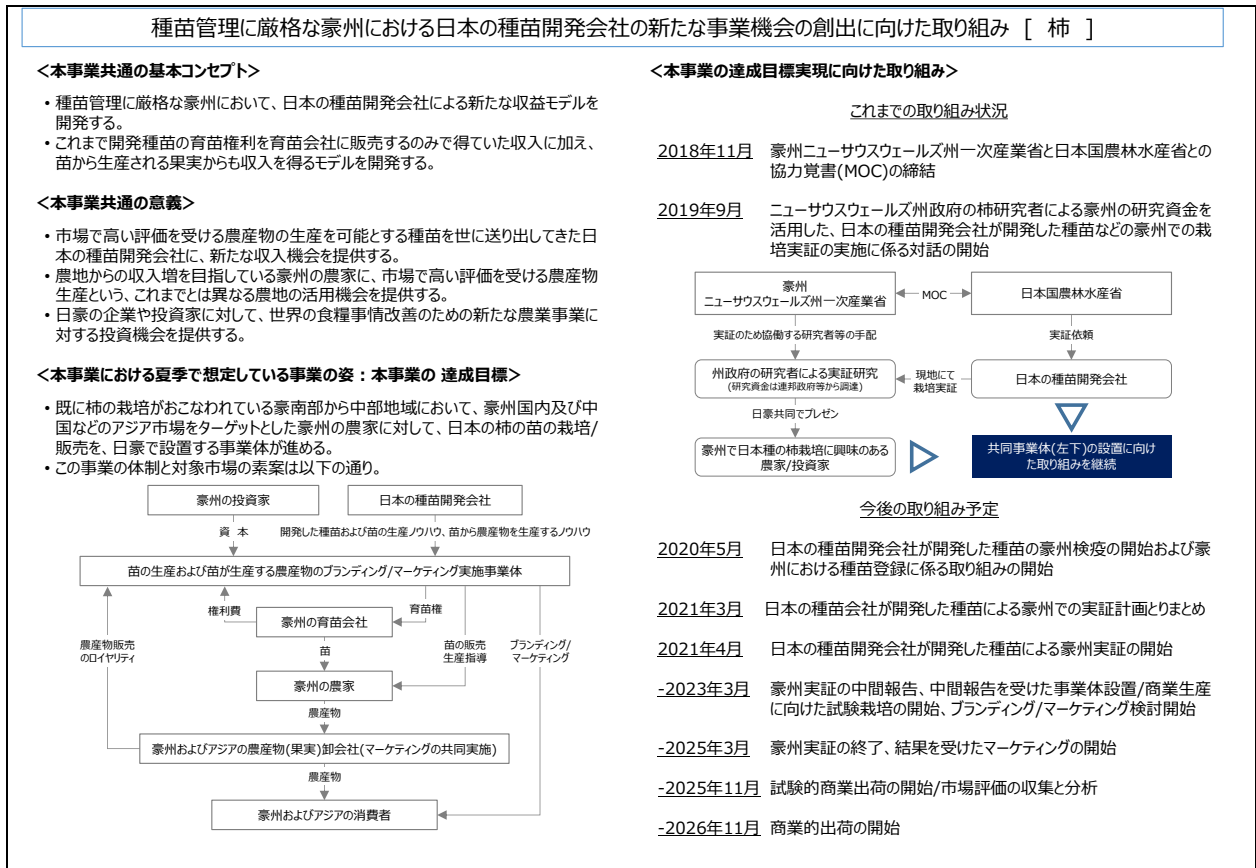 種苗管理に厳格な豪州における日本の種苗開発会社の新たな事業機会の創出に向けた取り組み [ 柿 ]
<本事業共通の基本コンセプト>
・種苗管理に厳格な豪州において、日本の種苗開発会社による新たな収益モデルを
開発する。
・これまで開発種苗の育苗権利を育苗会社に販売するのみで得ていた収入に加え、
苗から生産される果実からも収入を得るモデルを開発する。
<本事業共通の意義>
・市場で高い評価を受ける農産物の生産を可能とする種苗を世に送り出してきた日
本の種苗開発会社に、新たな収入機会を提供する。
・農地からの収入増を目指している豪州の農家に、市場で高い評価を受ける農産物
生産という、これまでとは異なる農地の活用機会を提供する。
・日豪の企業や投資家に対して、世界の食糧事情改善のための新たな農業事業に
対する投資機会を提供する。
<本事業における夏季で想定している事業の姿：本事業の 達成目標>
・既に柿の栽培がおこなわれている豪南部から中部地域において、豪州国内及び中
国などのアジア市場をターゲットとした豪州の農家に対して、日本の柿の苗の栽培/
販売を、日豪で設置する事業体が進める。
・この事業の体制と対象市場の素案は以下の通り。
豪州の投資家
日本の種苗開発会社
資 本
開発した種苗および苗の生産ノウハウ、苗から農産物を生産するノウハウ
苗の生産および苗が生産する農産物のブランディング/マーケティング実施事業体
権利費
育苗権
豪州の育苗会社
農産物販売
のロイヤリティ
苗
苗の販売
生産指導
ブランディング/
マーケティング
豪州の農家
農産物
豪州およびアジアの農産物(果実)卸会社(マーケティングの共同実施)
農産物
豪州およびアジアの消費者
<本事業の達成目標実現に向けた取り組み>
これまでの取り組み状況
2018年11月 豪州ニューサウスウェールズ州一次産業省と日本国農林水産省との
協力覚書(MOC)の締結
2019年9月 ニューサウスウェールズ州政府の柿研究者による豪州の研究資金を
活用した、日本の種苗開発会社が開発した種苗などの豪州での栽
培実証の実施に係る対話の開始
豪州
ニューサウスウェールズ州一次産業省
MOC
日本国農林水産省
実証のため協働する研究者等の手配
実証依頼
州政府の研究者による実証研究
(研究資金は連邦政府等から調達)
現地にて
栽培実証
日本の種苗開発会社
日豪共同でプレゼン
豪州で日本種の柿栽培に興味のある
農家/投資家
共同事業体(左下)の設置に向け
た取り組みを継続
今後の取り組み予定
2020年5月 日本の種苗開発会社が開発した種苗の豪州検疫の開始および豪
州における種苗登録に係る取り組みの開始
2021年3月 日本の種苗会社が開発した種苗による豪州での実証計画とりまとめ
2021年4月 日本の種苗開発会社が開発した種苗による豪州実証の開始
-2023年3月 豪州実証の中間報告、中間報告を受けた事業体設置/商業生産
に向けた試験栽培の開始、ブランディング/マーケティング検討開始
-2025年3月 豪州実証の終了、結果を受けたマーケティングの開始
-2025年11月 試験的商業出荷の開始/市場評価の収集と分析
-2026年11月 商業的出荷の開始